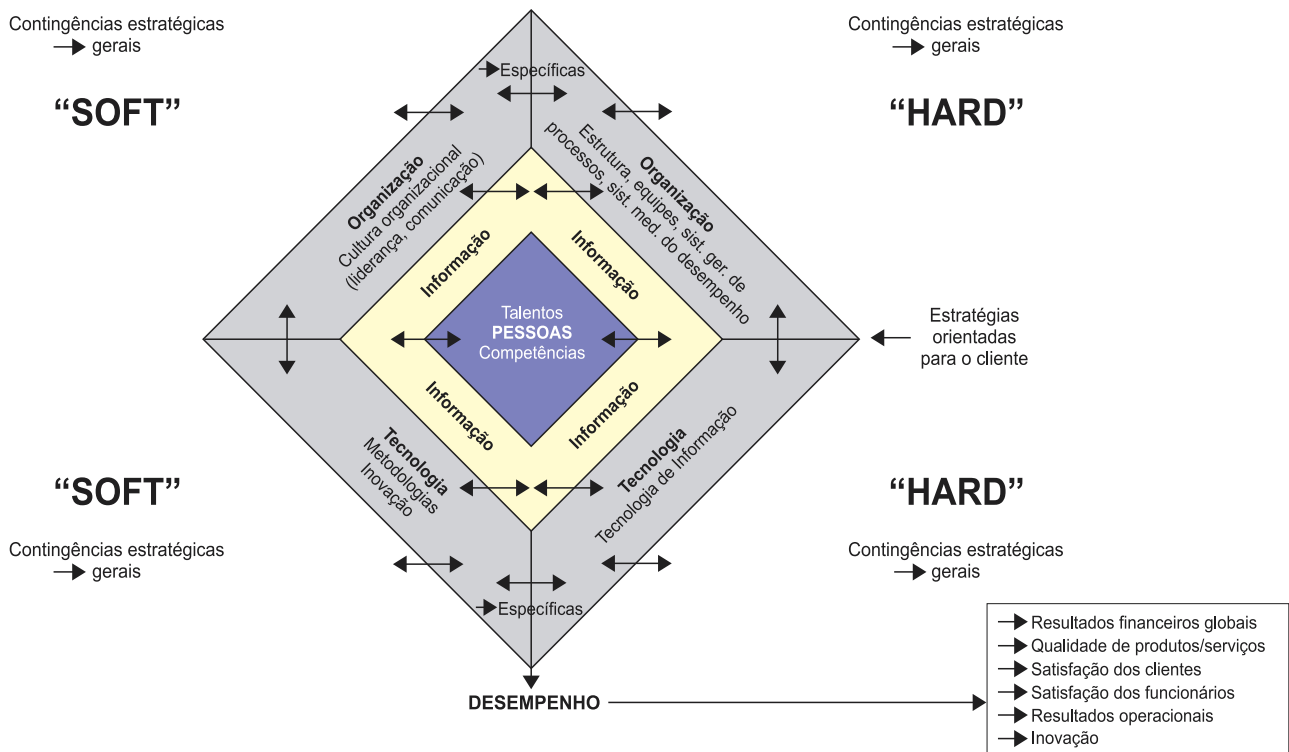 Contingências estratégicas
gerais
Contingências estratégicas
gerais
Específicas
“SOFT”
“HARD”
Organização
Cultura organizacional
(liderança, comunicação)
Organização
Estrutura, equipes, sist. ger. de
processos, sist. med. do desempenho
Informação
Informação
Talentos
PESSOAS
Competências
Estratégias
orientadas
para o cliente
Informação
Informação
Tecnologia
Metodologias
Inovação
Tecnologia
Tecnologia de Informação
“SOFT”
“HARD”
Contingências estratégicas
gerais
Contingências estratégicas
gerais
Específicas
DESEMPENHO
Resultados financeiros globais
Qualidade de produtos/serviços
Satisfação dos clientes
Satisfação dos funcionários
Resultados operacionais
Inovação